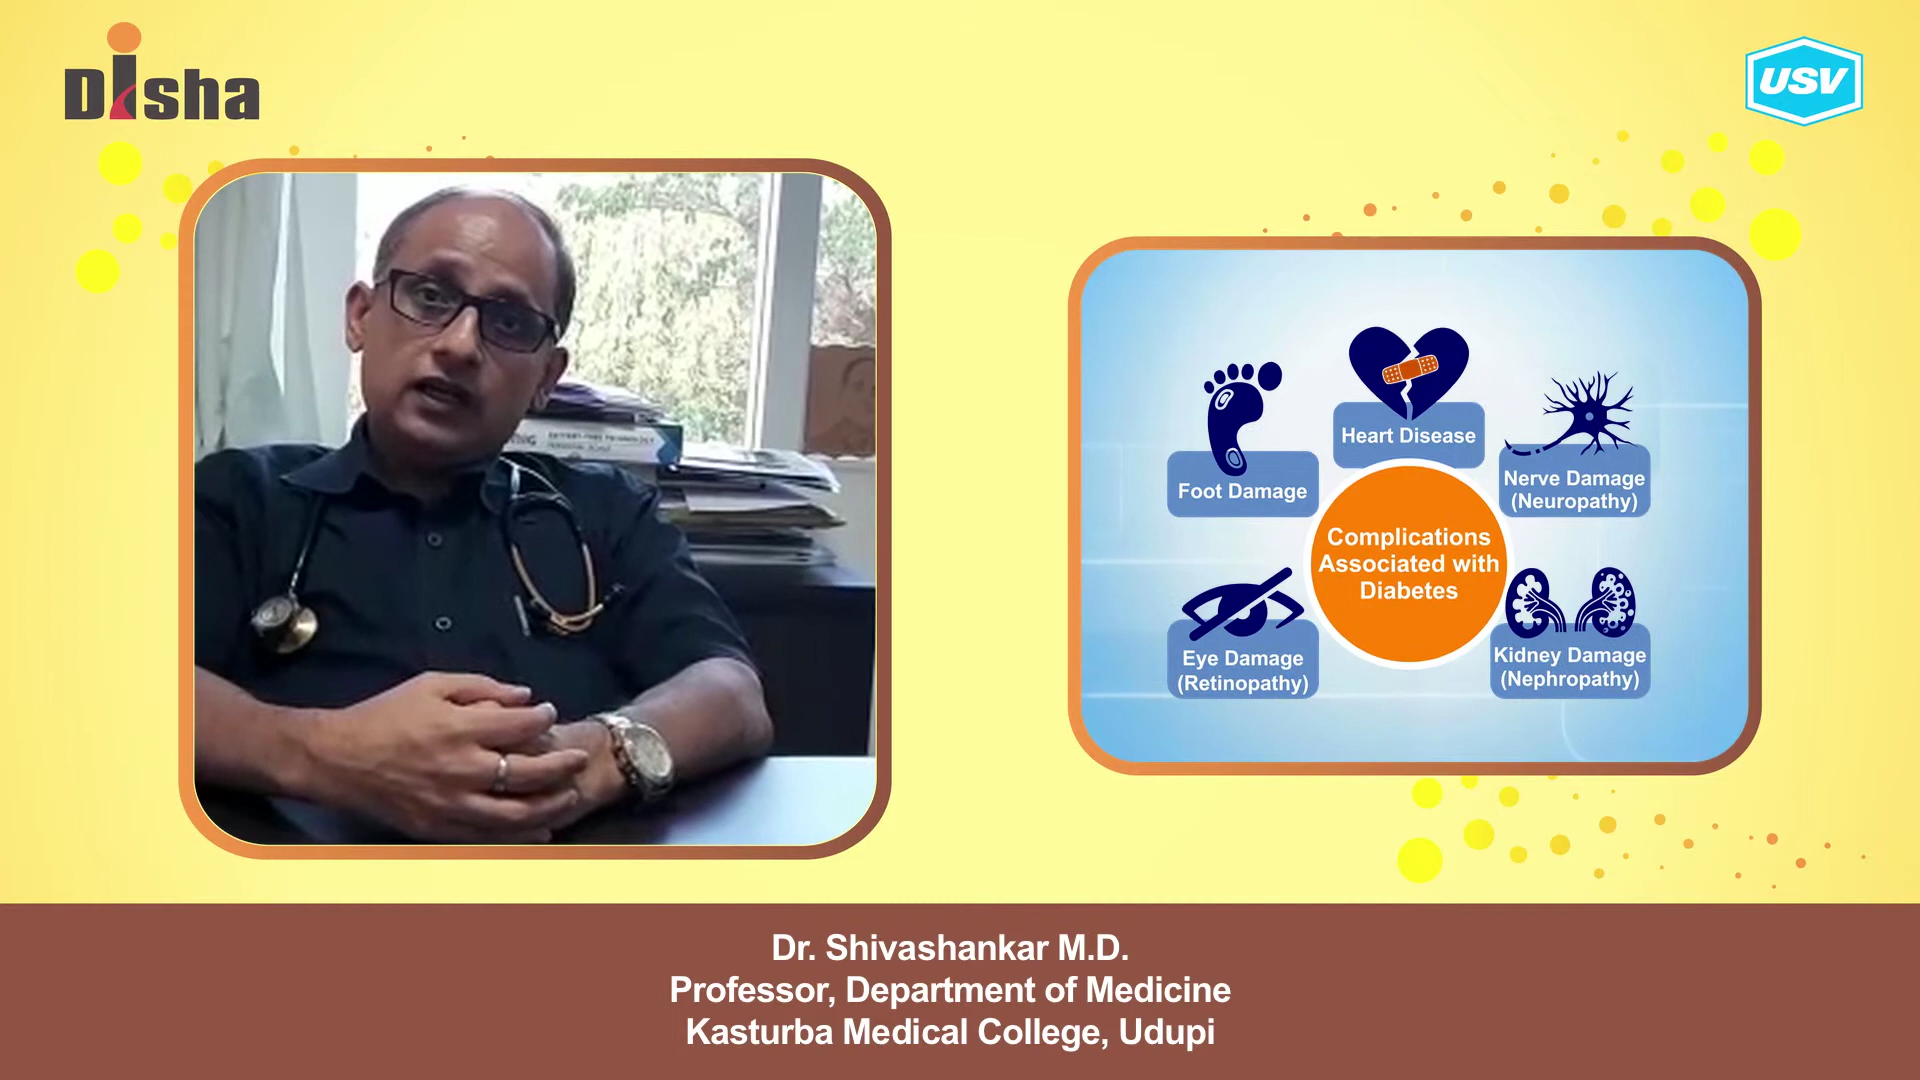 Disha
USV
Heart Disease
Foot Damage
Nerve Damage
(Neuropathy)
Complications
Associated with
Diabetes
Eye Damage
(Retinopathy)
Kidney Damage
(Nephropathy)
Dr. Shivashankar M.D.
Professor, Department of Medicine
Kasturba Medical College, Udupi